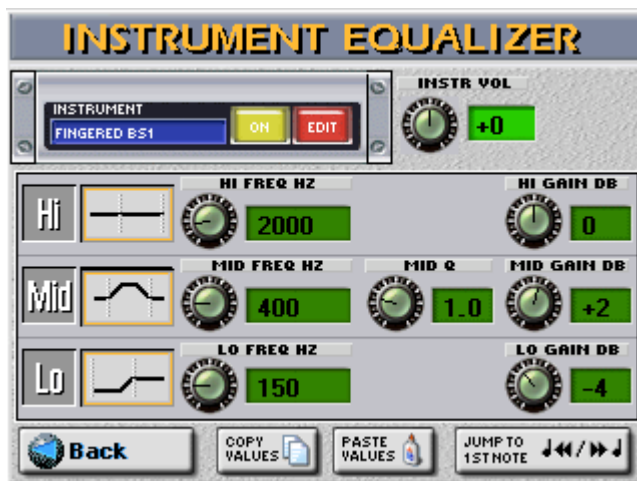 INSTRUMENT EQUALIZER
INSTRUMENT
FINGERED BS1
ON
EDIT
INSTR VOL
+0
Hi
HI FREQ HZ
2000
HI GAIN DB
0
Mid
MID FREQ HZ
400
MID Q
1.0
MID GAIN DB
+2
Lo
LO FREQ HZ
150
LO GAIN DB
-4
Back
COPY
VALUES
PASTE
VALUES
JUMP TO
1ST NOTE